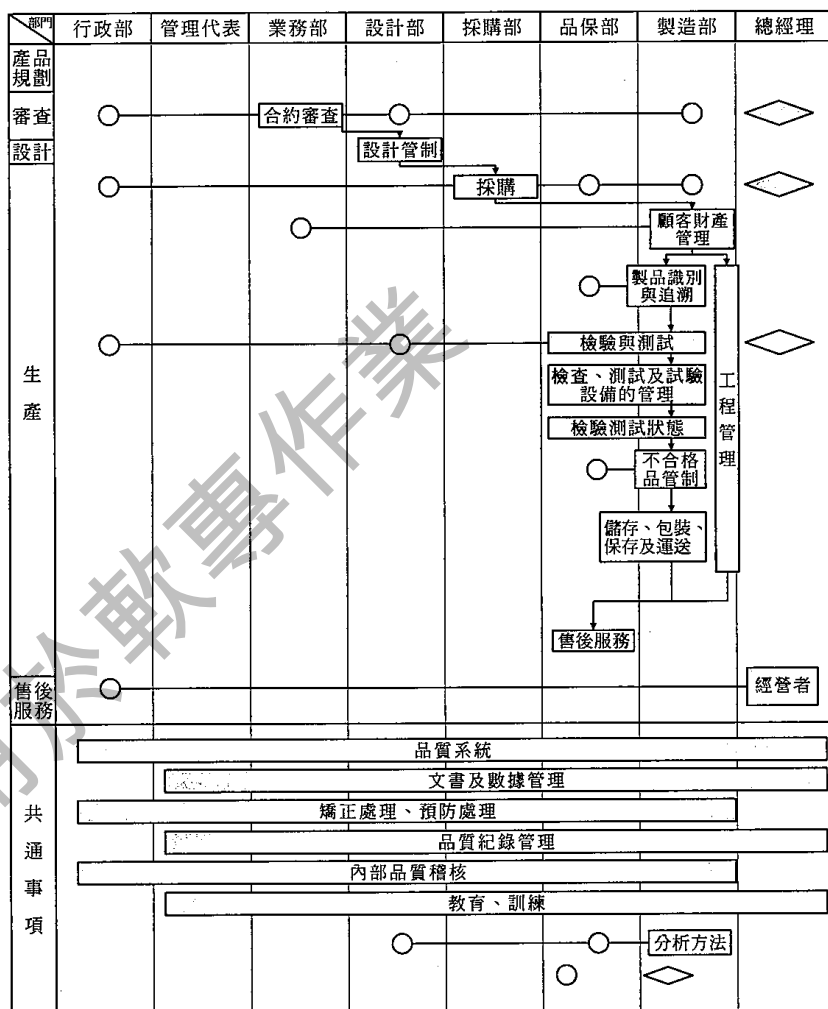 部門
行政部
管理代表
業務部
設計部
採購部
品保部
製造部
總經理
產品
規劃
審查
合約審查
設計
設計管制
採購
顧客財產
管理
製品識別
與追溯
檢驗與測試
生
產
檢查、測試及試驗
設備的管理
工
程
管
理
檢驗測試狀態
不合格
品管制
儲存、包裝、
保存及運送
售後服務
售後
服務
經營者
品質系統
文書及數據管理
共
通
事
項
矯正處理、預防處理
品質紀錄管理
內部品質稽核
教育、訓練
分析方法
於軟專作業